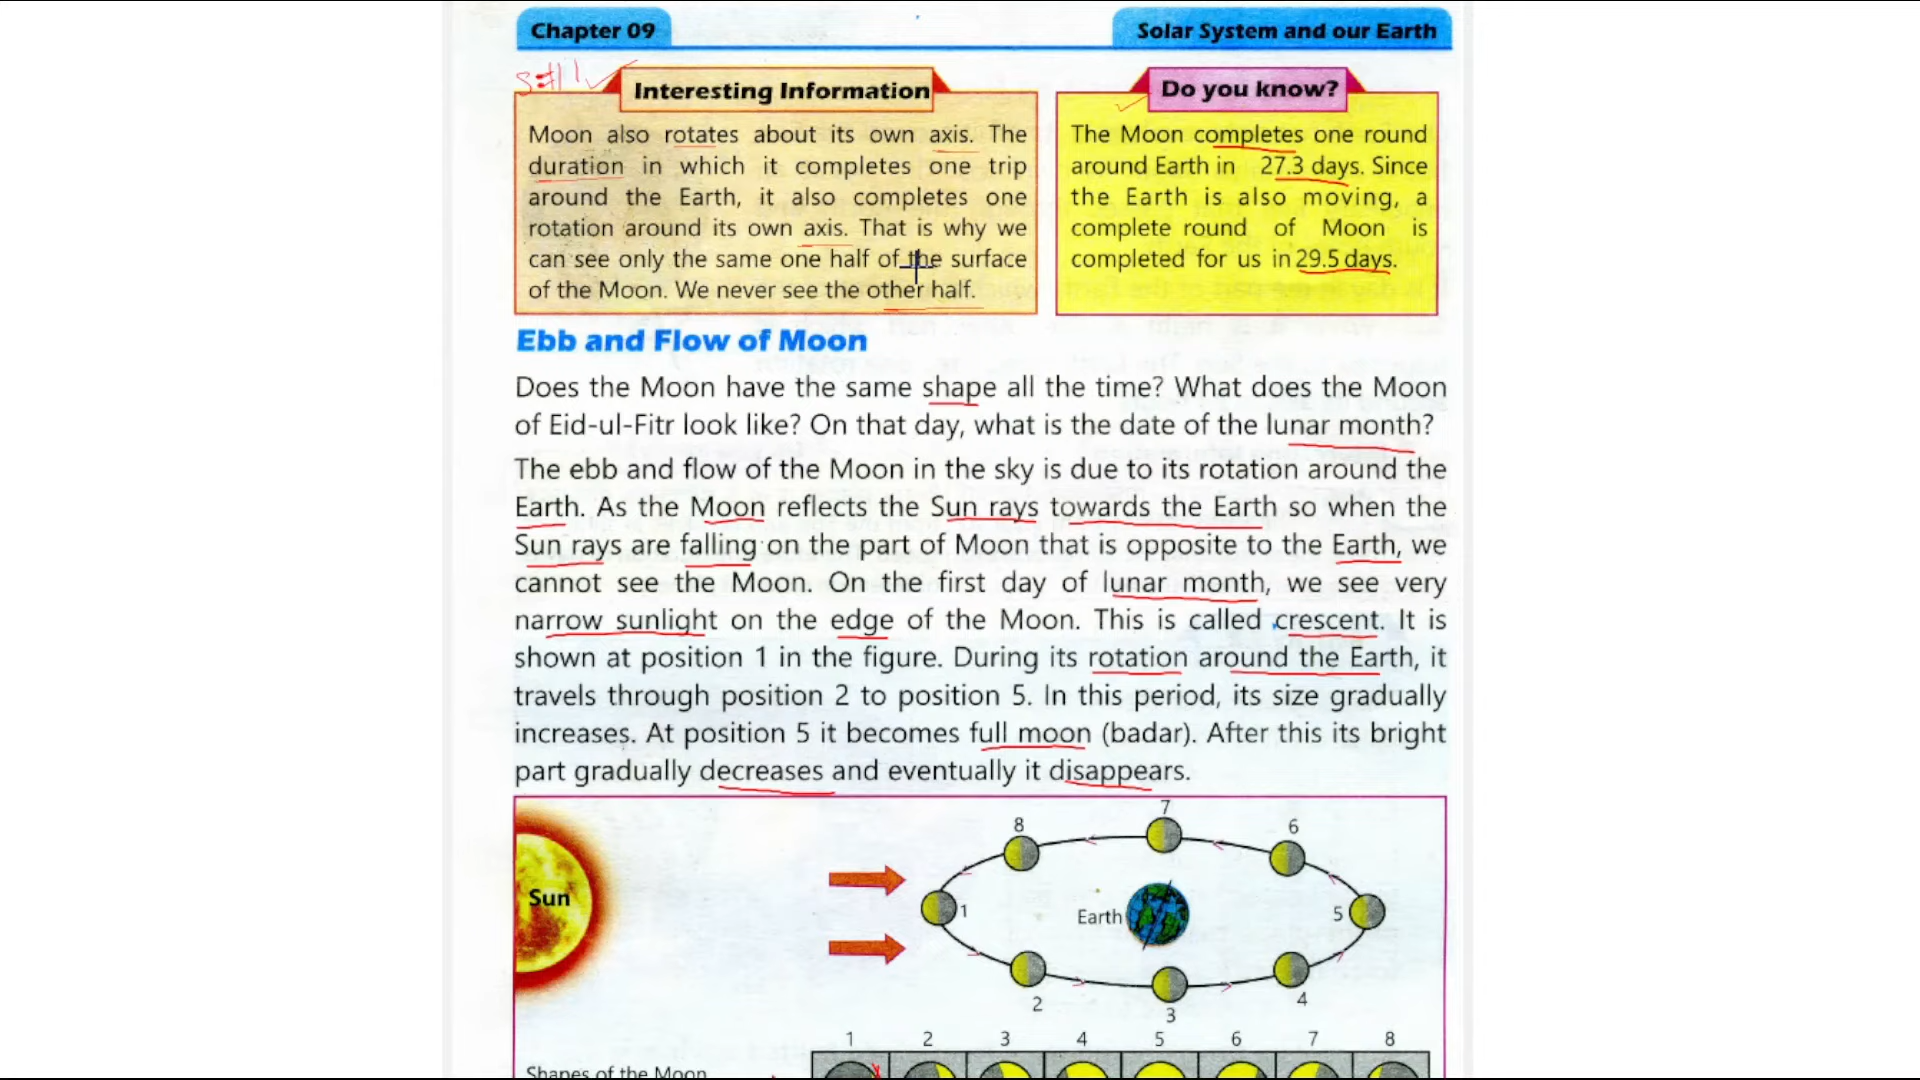 Chapter 09
Solar System and our Earth
Interesting Information
Moon also rotates about its own axis. The
duration in which it completes one trip
around the Earth, it also completes one
rotation around its own axis. That is why we
can see only the same one half of the surface
of the Moon. We never see the other half.
Do you know?
The Moon completes one round
around Earth in 27.3 days. Since
the Earth is also moving, a
complete round of Moon is
completed for us in 29.5 days.
Ebb and Flow of Moon
Does the Moon have the same shape all the time? What does the Moon
of Eid-ul-Fitr look like? On that day, what is the date of the lunar month?
The ebb and flow of the Moon in the sky is due to its rotation around the
Earth. As the Moon reflects the Sun rays towards the Earth so when the
Sun rays are falling on the part of Moon that is opposite to the Earth, we
cannot see the Moon. On the first day of lunar month, we see very
narrow sunlight on the edge of the Moon. This is called crescent. It is
shown at position 1 in the figure. During its rotation around the Earth, it
travels through position 2 to position 5. In this period, its size gradually
increases. At position 5 it becomes full moon (badar). After this its bright
part gradually decreases and eventually it disappears.
7
8
6
Sun
1
Earth
5
2
3
4
1 2 3 4 5 6 7 8
Shapes of the Moon